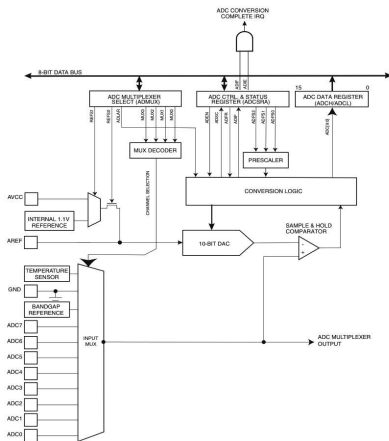 ADC CONVERSION
COMPLETE IRQ
8-BIT DATA BUS
ADIF
ADIE
15
0
ADC MULTIPLEXER
SELECT (ADMUX)
ADC CTRL. & STATUS
REGISTER (ADCSRA)
ADC DATA REGISTER
(ADCH/ADCL)
REFS1
REFS0
ADLAR
MUX3
MUX2
MUX1
MUX0
ADEN
ADSC
ADFR
ADIF
ADPS2
ADPS1
ADPS0
ADC[9:0]
MUX DECODER
PRESCALER
CHANNEL SELECTION
CONVERSION LOGIC
AVCC
INTERNAL 1.1V
REFERENCE
AREF
SAMPLE & HOLD
COMPARATOR
10-BIT DAC
-
+
TEMPERATURE
SENSOR
GND
BANDGAP
REFERENCE
ADC7
ADC6
ADC5
ADC4
ADC3
ADC2
ADC1
ADC0
INPUT
MUX
ADC MULTIPLEXER
OUTPUT